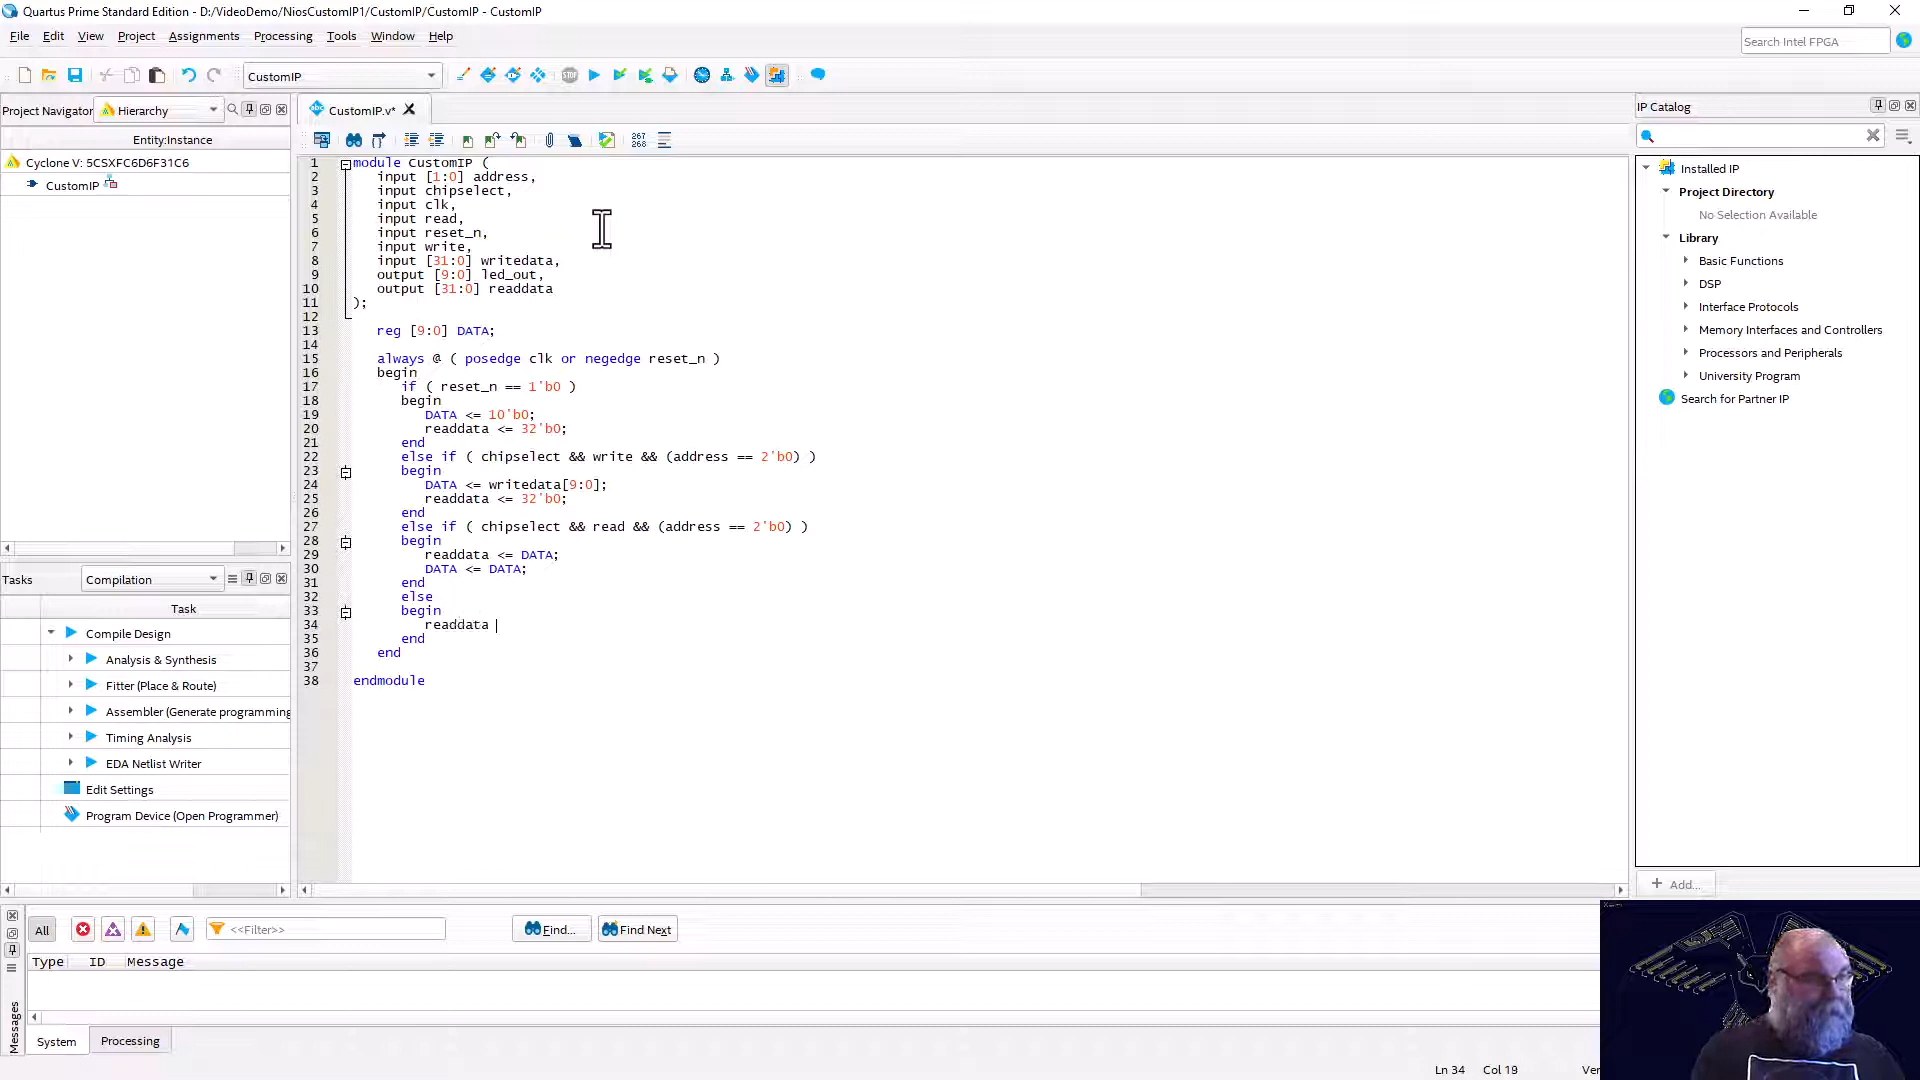 Quartus Prime Standard Edition - D:/VideoDemo/NiosCustomIP1/CustomIP/CustomIP - CustomIP
File Edit View Project Assignments Processing Tools Window Help
Search Intel FPGA
CustomIP
Project Navigator Hierarchy
CustomIP.v*
IP Catalog
Entity:Instance
Cyclone V: 5CSXFC6D6F31C6
CustomIP
267
268
1 module CustomIP (
2 input [1:0] address,
3 input chipselect,
4 input clk,
5 input read,
6 input reset_n,
7 input write,
8 input [31:0] writedata,
9 output [9:0] led_out,
10 output [31:0] readdata
11 );
12
13 reg [9:0] DATA;
14
15 always @ ( posedge clk or negedge reset_n )
16 begin
17 if ( reset_n == 1'b0 )
18 begin
19 DATA <= 10'b0;
20 readdata <= 32'b0;
21 end
22 else if ( chipselect && write && (address == 2'b0) )
23 begin
24 DATA <= writedata[9:0];
25 readdata <= 32'b0;
26 end
27 else if ( chipselect && read && (address == 2'b0) )
28 begin
29 readdata <= DATA;
30 DATA <= DATA;
31 end
32 else
33 begin
34 readdata
35 end
36 end
37
38 endmodule
Installed IP
Project Directory
No Selection Available
Library
Basic Functions
DSP
Interface Protocols
Memory Interfaces and Controllers
Processors and Peripherals
University Program
Search for Partner IP
+ Add...
Tasks Compilation
Task
Compile Design
Analysis & Synthesis
Fitter (Place & Route)
Assembler (Generate programming
Timing Analysis
EDA Netlist Writer
Edit Settings
Program Device (Open Programmer)
All <<Filter>> Find... Find Next
Type ID Message
Messages
System Processing
Ln 34 Col 19 Ver